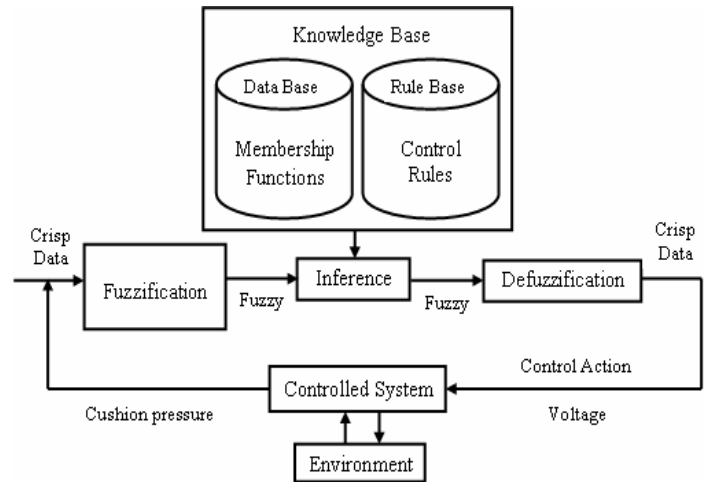 Knowledge Base
Data Base
Rule Base
Membership
Functions
Control
Rules
Crisp
Data
Fuzzification
Fuzzy
Inference
Fuzzy
Defuzzification
Crisp
Data
Control Action
Controlled System
Cushion pressure
Voltage
Environment